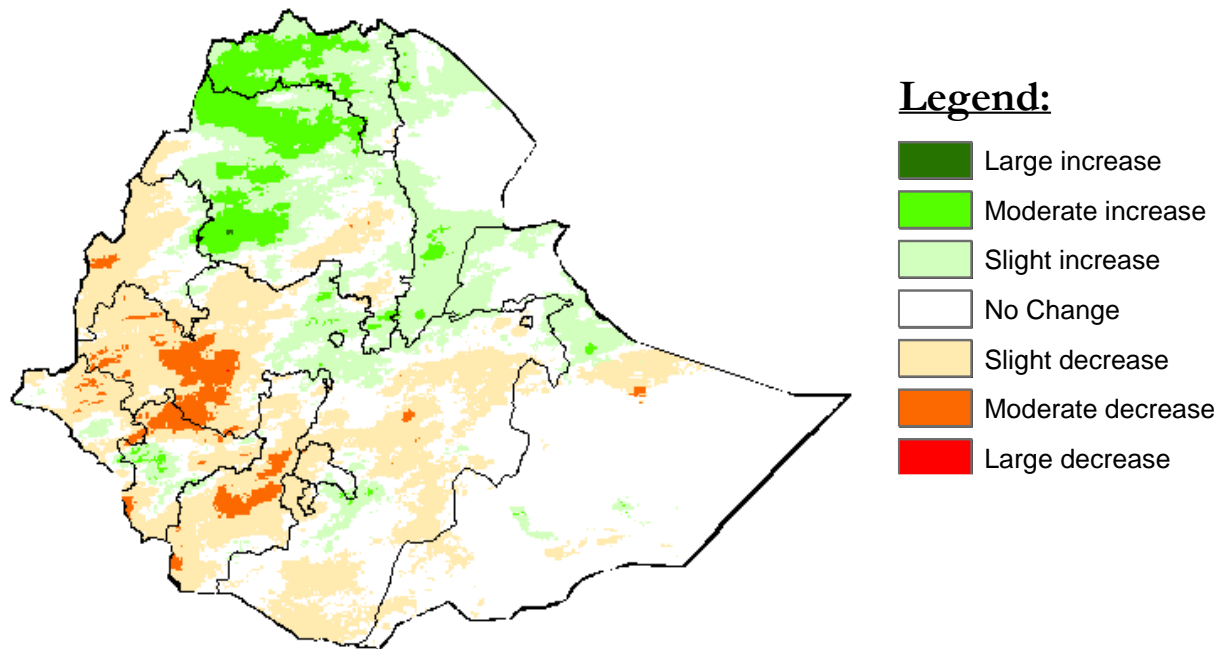 Legend:
Large increase
Moderate increase
Slight increase
No Change
Slight decrease
Moderate decrease
Large decrease